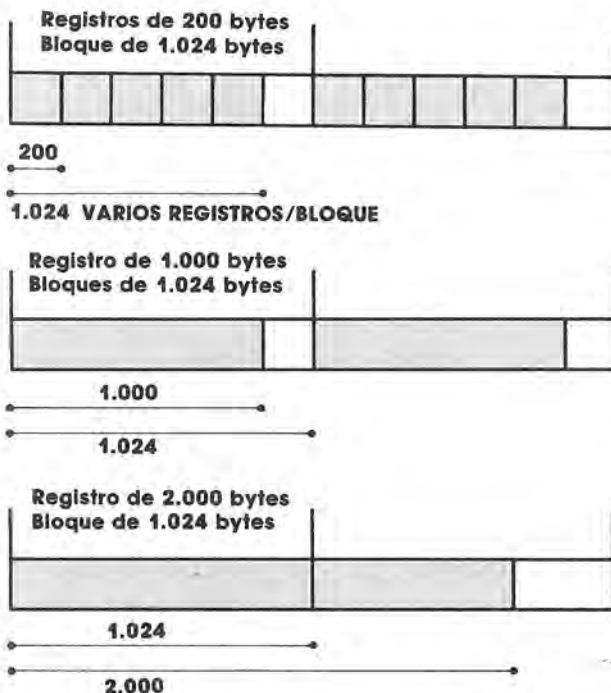 Registros de 200 bytes
Bloque de 1.024 bytes
200
1.024 VARIOS REGISTROS/BLOQUE
Registro de 1.000 bytes
Bloques de 1.024 bytes
1.000
1.024
Registro de 2.000 bytes
Bloque de 1.024 bytes
1.024
2.000